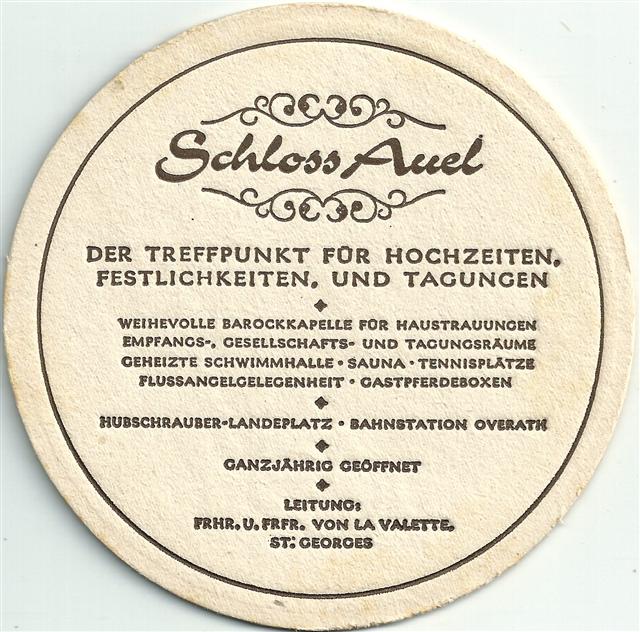 Schloss Auel
DER TREFFPUNKT FÜR HOCHZEITEN,
FESTLICHKEITEN, UND TAGUNGEN
WEIHEVOLLE BAROCKKAPELLE FÜR HAUSTRAUUNGEN
EMPFANGS-, GESELLSCHAFTS- UND TAGUNGSRÄUME
GEHEIZTE SCHWIMMHALLE · SAUNA · TENNISPLÄTZE
FLUSSANGELGELEGENHEIT · GASTPFERDEBOXEN
HUBSCHRAUBER-LANDEPLATZ · BAHNSTATION OVERATH
GANZJÄHRIG GEÖFFNET
LEITUNG:
FRHR. U. FRFR. VON LA VALETTE,
ST. GEORGES